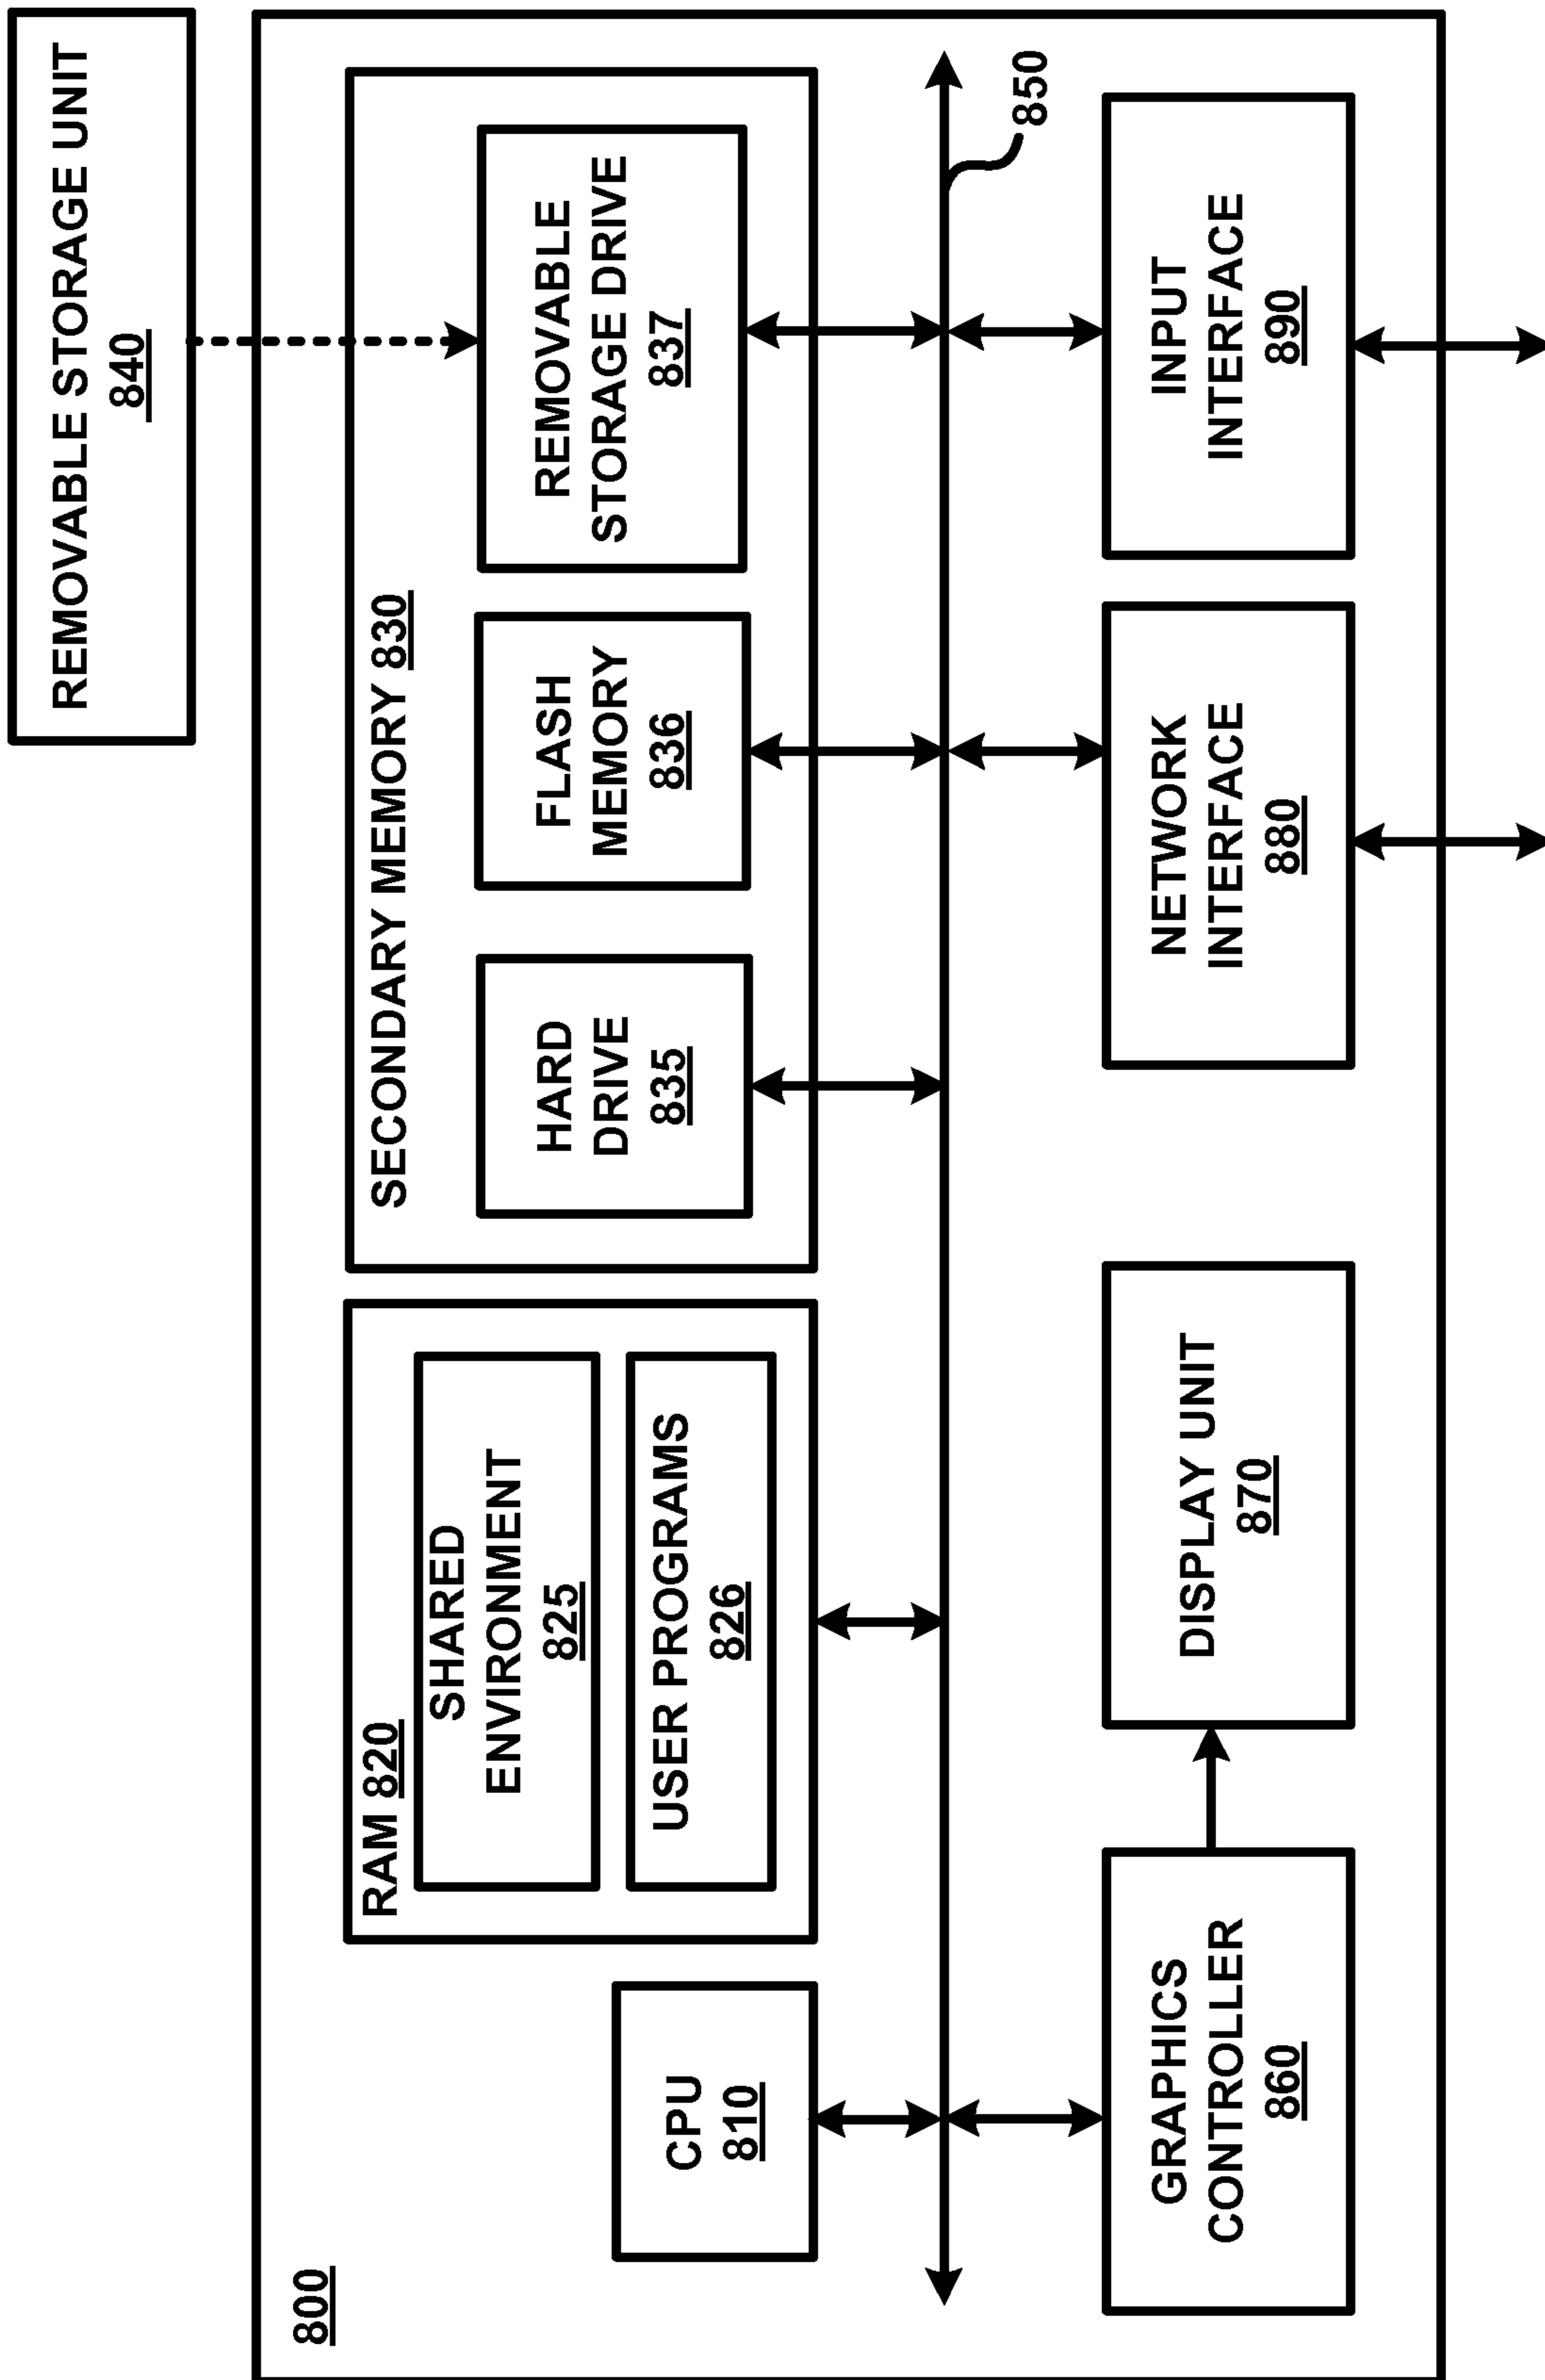 REMOVABLE STORAGE UNIT
840
800
SECONDARY MEMORY 830
RAM 820
SHARED
ENVIRONMENT
825
USER PROGRAMS
826
HARD
DRIVE
835
FLASH
MEMORY
836
REMOVABLE
STORAGE DRIVE
837
CPU
810
850
GRAPHICS
CONTROLLER
860
DISPLAY UNIT
870
NETWORK
INTERFACE
880
INPUT
INTERFACE
890